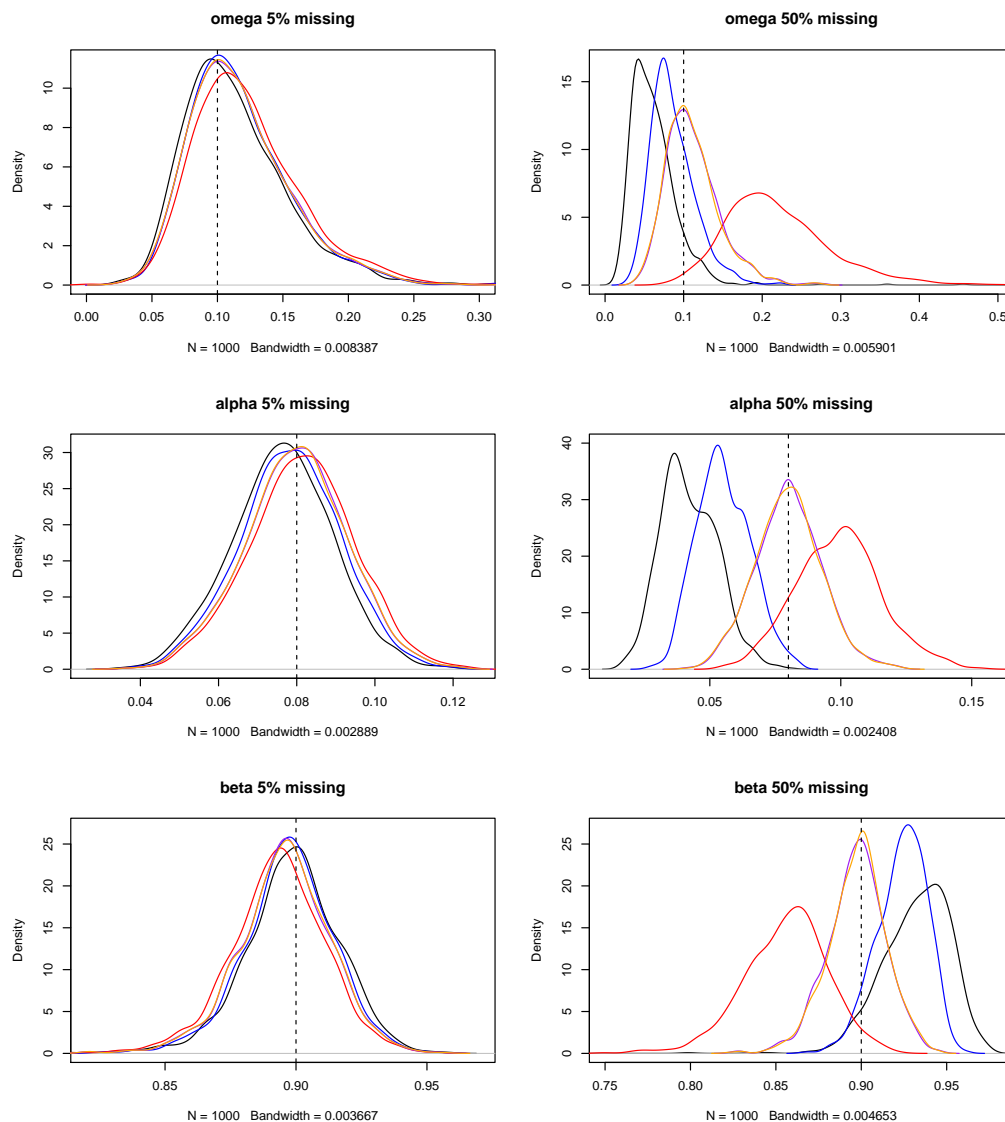 omega 5% missing
Density
0 2 4 6 8 10
0.00 0.05 0.10 0.15 0.20 0.25 0.30
N = 1000 Bandwidth = 0.008387
omega 50% missing
Density
0 5 10 15
0.0 0.1 0.2 0.3 0.4 0.5
N = 1000 Bandwidth = 0.005901
alpha 5% missing
Density
0 5 10 15 20 25 30
0.04 0.06 0.08 0.10 0.12
N = 1000 Bandwidth = 0.002889
alpha 50% missing
Density
0 10 20 30 40
0.05 0.10 0.15
N = 1000 Bandwidth = 0.002408
beta 5% missing
Density
0 5 10 15 20 25
0.85 0.90 0.95
N = 1000 Bandwidth = 0.003667
beta 50% missing
Density
0 5 10 15 20 25
0.75 0.80 0.85 0.90 0.95
N = 1000 Bandwidth = 0.004653